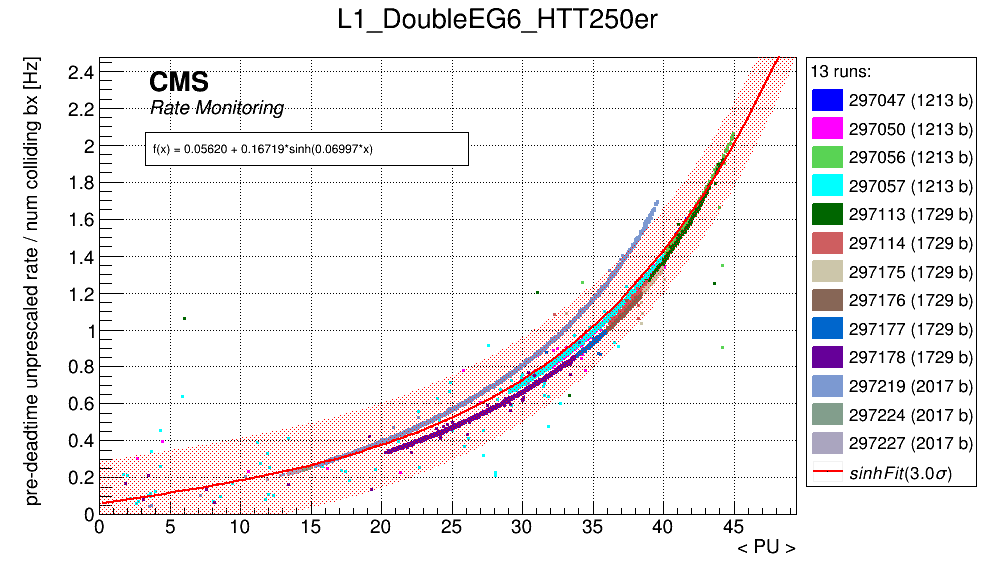 L1_DoubleEG6_HTT250er
pre-deadtime unprescaled rate / num colliding bx [Hz]
CMS
Rate Monitoring
f(x) = 0.05620 + 0.16719*sinh(0.06997*x)
2.4
2.2
2
1.8
1.6
1.4
1.2
1
0.8
0.6
0.4
0.2
0
0
5
10
15
20
25
30
35
40
45
< PU >
13 runs:
297047 (1213 b)
297050 (1213 b)
297056 (1213 b)
297057 (1213 b)
297113 (1729 b)
297114 (1729 b)
297175 (1729 b)
297176 (1729 b)
297177 (1729 b)
297178 (1729 b)
297219 (2017 b)
297224 (2017 b)
297227 (2017 b)
sinhFit(3.0σ)